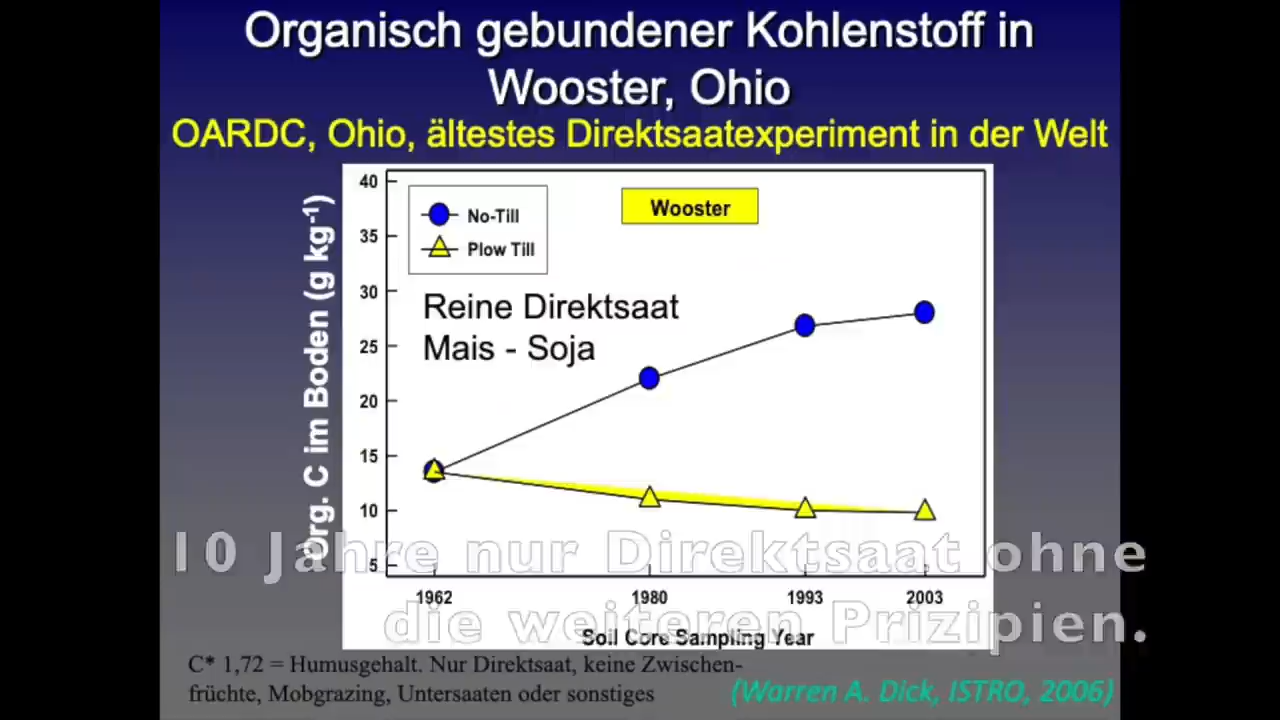 Organisch gebundener Kohlenstoff in
Wooster, Ohio
OARDC, Ohio, ältestes Direktsaatexperiment in der Welt
Org. C im Boden (g kg-1)
40
35
30
25
20
15
10
5
No-Till
Plow Till
Wooster
Reine Direktsaat
Mais - Soja
10 Jahre nur Direktsaat ohne
die weiteren Prizipien.
1962 1980 1993 2003
Soil Core Sampling Year
C* 1,72 = Humusgehalt. Nur Direktsaat, keine Zwischen-
früchte, Mobgrazing, Untersaaten oder sonstiges
(Warren A. Dick, ISTRO, 2006)